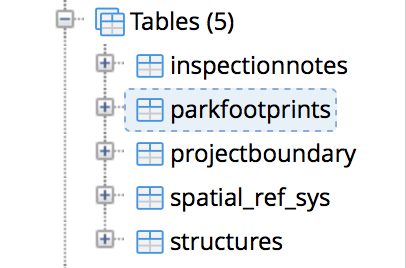 Tables (5)
inspectionnotes
parkfootprints
projectboundary
spatial_ref_sys
structures